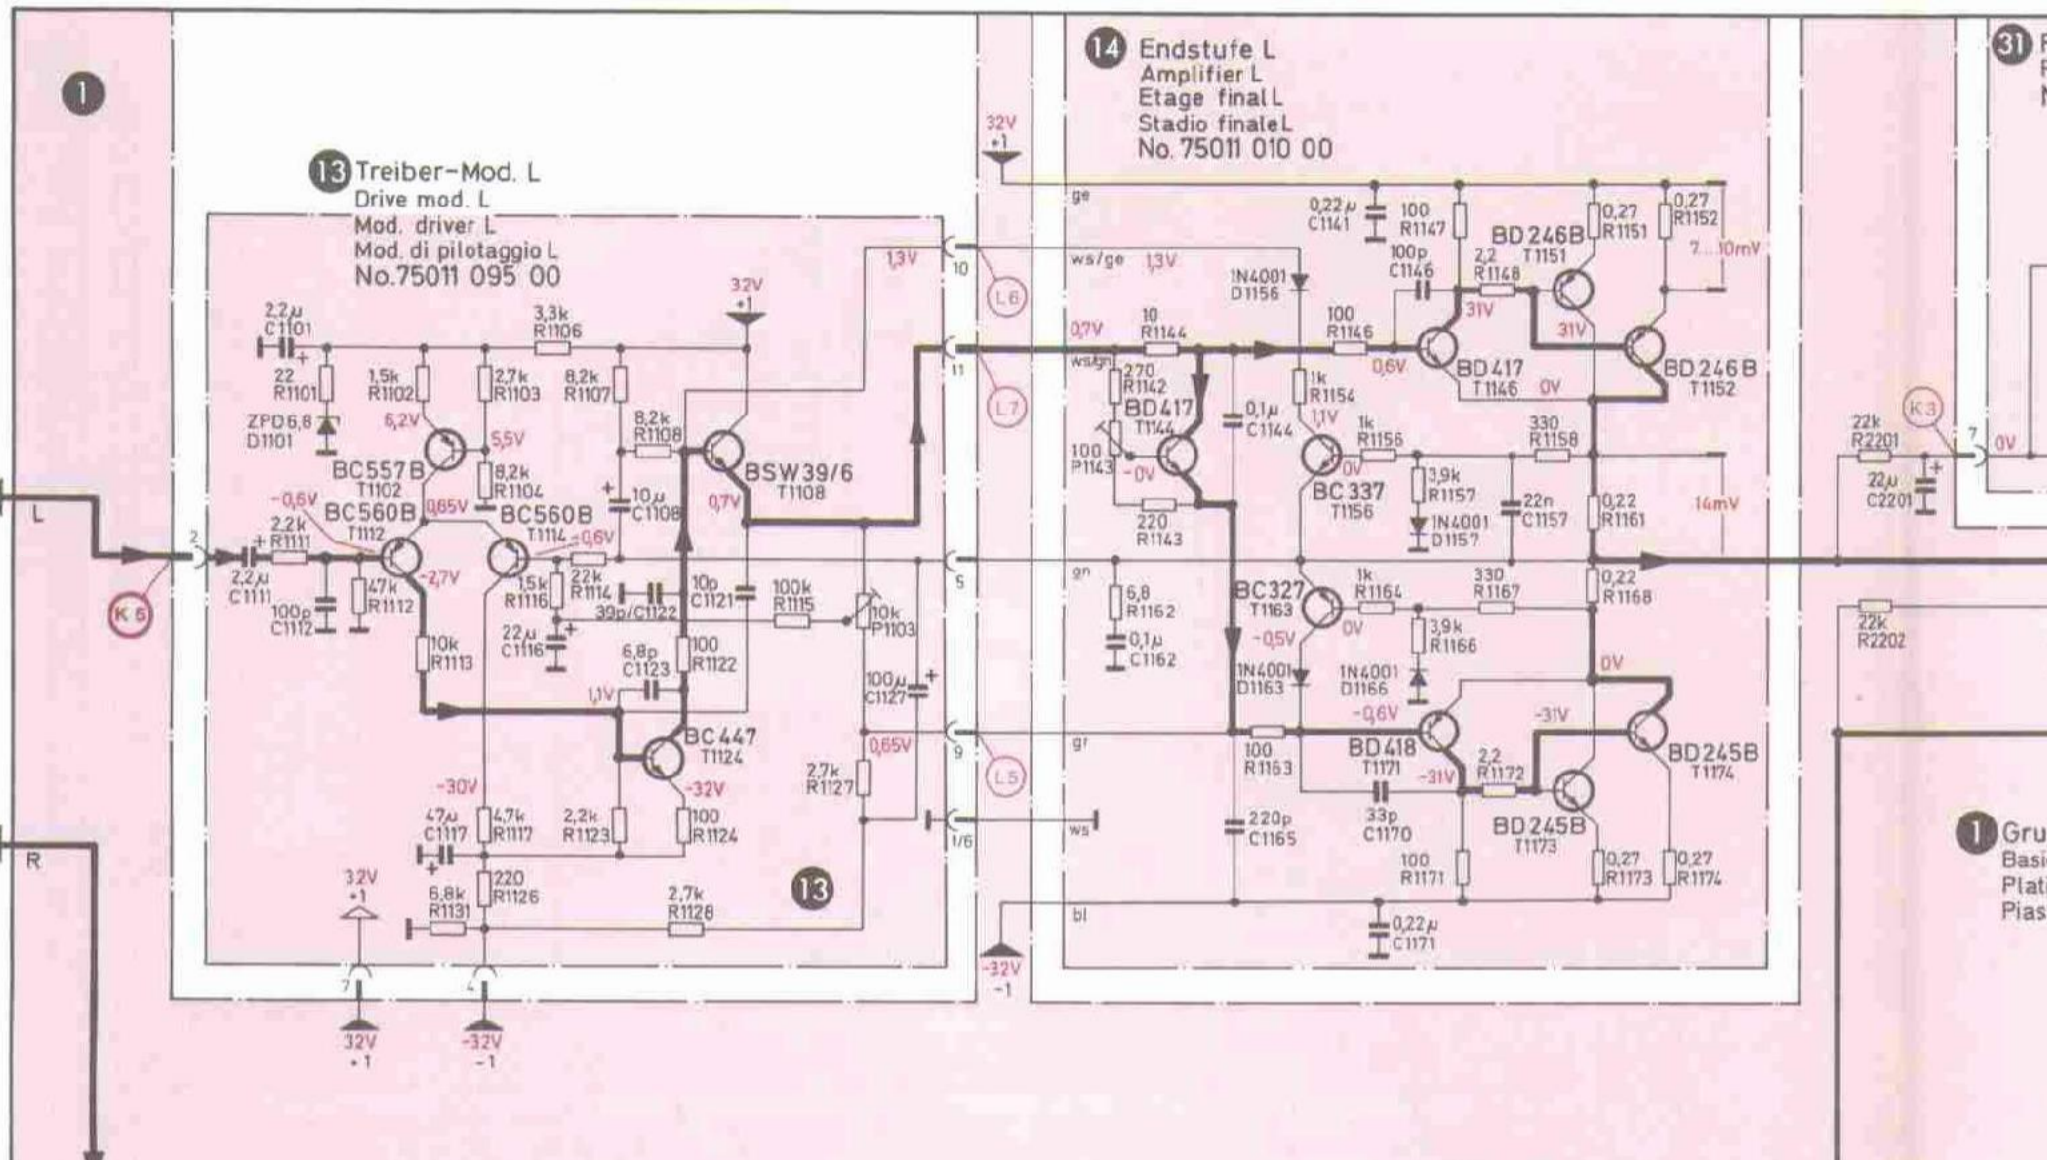 1
13 Treiber-Mod. L
Drive mod. L
Mod. driver L
Mod. di pilotaggio L
No.75011 095 00
14 Endstufe L
Amplifier L
Etage final L
Stadio finale L
No. 75011 010 00
31
32V
+1
ge
0,22µ
C1141
100
R1147
0,27
R1151
0,27
R1152
BD246B
T1151
7...10mV
100p
C1146
2,2
R1148
31V
31V
1,3V
10
L6
ws/ge
1,3V
1N4001
D1156
2,2µ
C1101
+
22
R1101
ZPD6,8
D1101
1,5k
R1102
2,7k
R1103
3,3k
R1106
8,2k
R1107
32V
+1
11
L7
0,7V
ws/gn
10
R1144
100
R1146
0,6V
BD417
T1146
BD246B
T1152
0V
6,2V
5,5V
BC557B
T1102
8,2k
R1104
8,2k
R1108
BSW39/6
T1108
10µ
C1108
+
0,7V
270
R1142
BD417
T1144
100
P1143
-0V
220
R1143
0,1µ
C1144
1k
R1154
1,1V
1k
R1156
0V
BC337
T1156
3,9k
R1157
1N4001
D1157
330
R1158
22n
C1157
0,22
R1161
14mV
22k
R2201
K3
7
0V
22µ
C2201
+
L
-0,6V
BC560B
T1112
0,65V
BC560B
T1114
-0,6V
2
K5
2,2µ
C1111
+
2,2k
R1111
100p
C1112
47k
R1112
-2,7V
1,5k
R1116
22k
R1114
39p/C1122
10p
C1121
100k
R1115
10k
P1103
5
gn
6,8
R1162
0,1µ
C1162
BC327
T1163
-0,5V
1k
R1164
0V
330
R1167
3,9k
R1166
0,22
R1168
22k
R2202
10k
R1113
22µ
C1116
+
6,8p
C1123
100
R1122
1,1V
100µ
C1127
+
1N4001
D1163
1N4001
D1166
0V
BC447
T1124
-32V
0,65V
9
L5
gr
100
R1163
-0,6V
BD418
T1171
-31V
2,2
R1172
-31V
BD245B
T1174
BD245B
T1173
-30V
47µ
C1117
+
4,7k
R1117
2,2k
R1123
100
R1124
2,7k
R1127
1/6
ws
220p
C1165
33p
C1170
100
R1171
0,27
R1173
0,27
R1174
R
32V
+1
6,8k
R1131
220
R1126
2,7k
R1128
13
bl
0,22µ
C1171
-32V
-1
7
4
32V
+1
-32V
-1
1